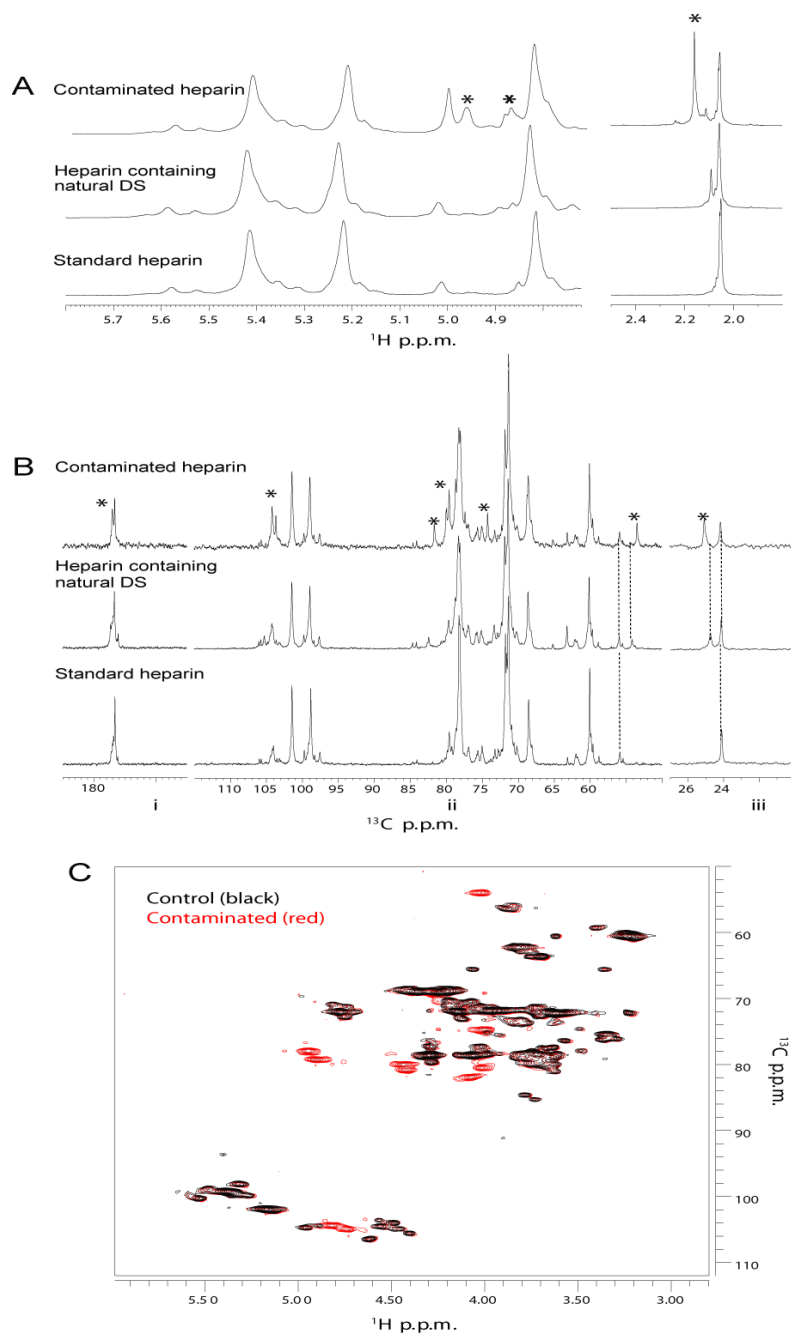 A
Contaminated heparin
*
*
*
Heparin containing
natural DS
Standard heparin
5.7 5.6 5.5 5.4 5.3 5.2 5.1 5.0 4.9
2.4 2.2 2.0
¹H p.p.m.
B
Contaminated heparin
*
*
*
*
*
*
*
Heparin containing
natural DS
Standard heparin
180
110 105 100 95 90 85 80 75 70 65 60
26 24
i
ii
iii
¹³C p.p.m.
C
Control (black)
Contaminated (red)
60
70
80
90
100
110
¹³C p.p.m.
5.50 5.00 4.50 4.00 3.50 3.00
¹H p.p.m.